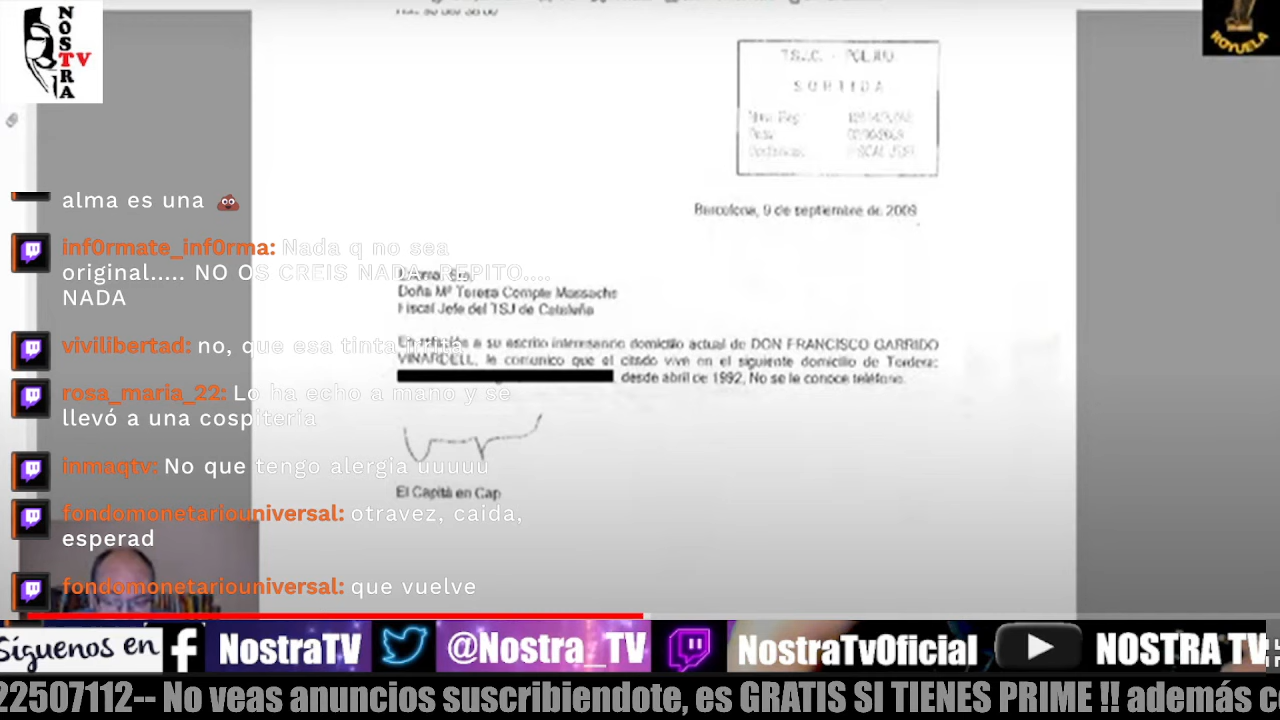 NOSTRA
TV
ROYUELA
T.S.J.C. - POL.JUD.
SORTIDA
Barcelona, 9 de septiembre de 2008
Doña Mª Teresa Compte Massachs
Fiscal Jefe del TSJ de Cataluña
a su escrito interesando domicilio actual de DON FRANCISCO GARRIDO
VINARDELL, le comunico que el citado vive en el siguiente domicilio de Tordera:
desde abril de 1992, No se le conoce teléfono.
El Capità en Cap
alma es una 💩
inf0rmate_inf0rma: Nada q no sea
original..... NO OS CREIS NADA, REPITO....
NADA
vivilibertad: no, que esa tinta imita
rosa_maria_22: Lo ha echo a mano y se
llevó a una cospiteria
inmaqtv: No que tengo alergia uuuuu
fondomonetariouniversal: otravez, caida,
esperad
fondomonetariouniversal: que vuelve
Síguenos en NostraTV @Nostra_TV NostraTvOficial NOSTRA TV+
22507112-- No veas anuncios suscribiendote, es GRATIS SI TIENES PRIME !! además c